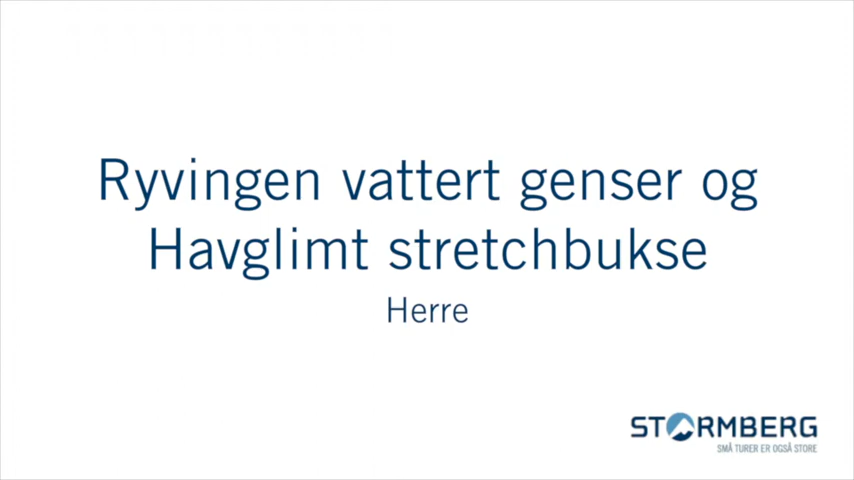 Ryvingen vattert genser og
Havglimt stretchbukse
Herre
STORMBERG
SMÅ TURER ER OGSÅ STORE